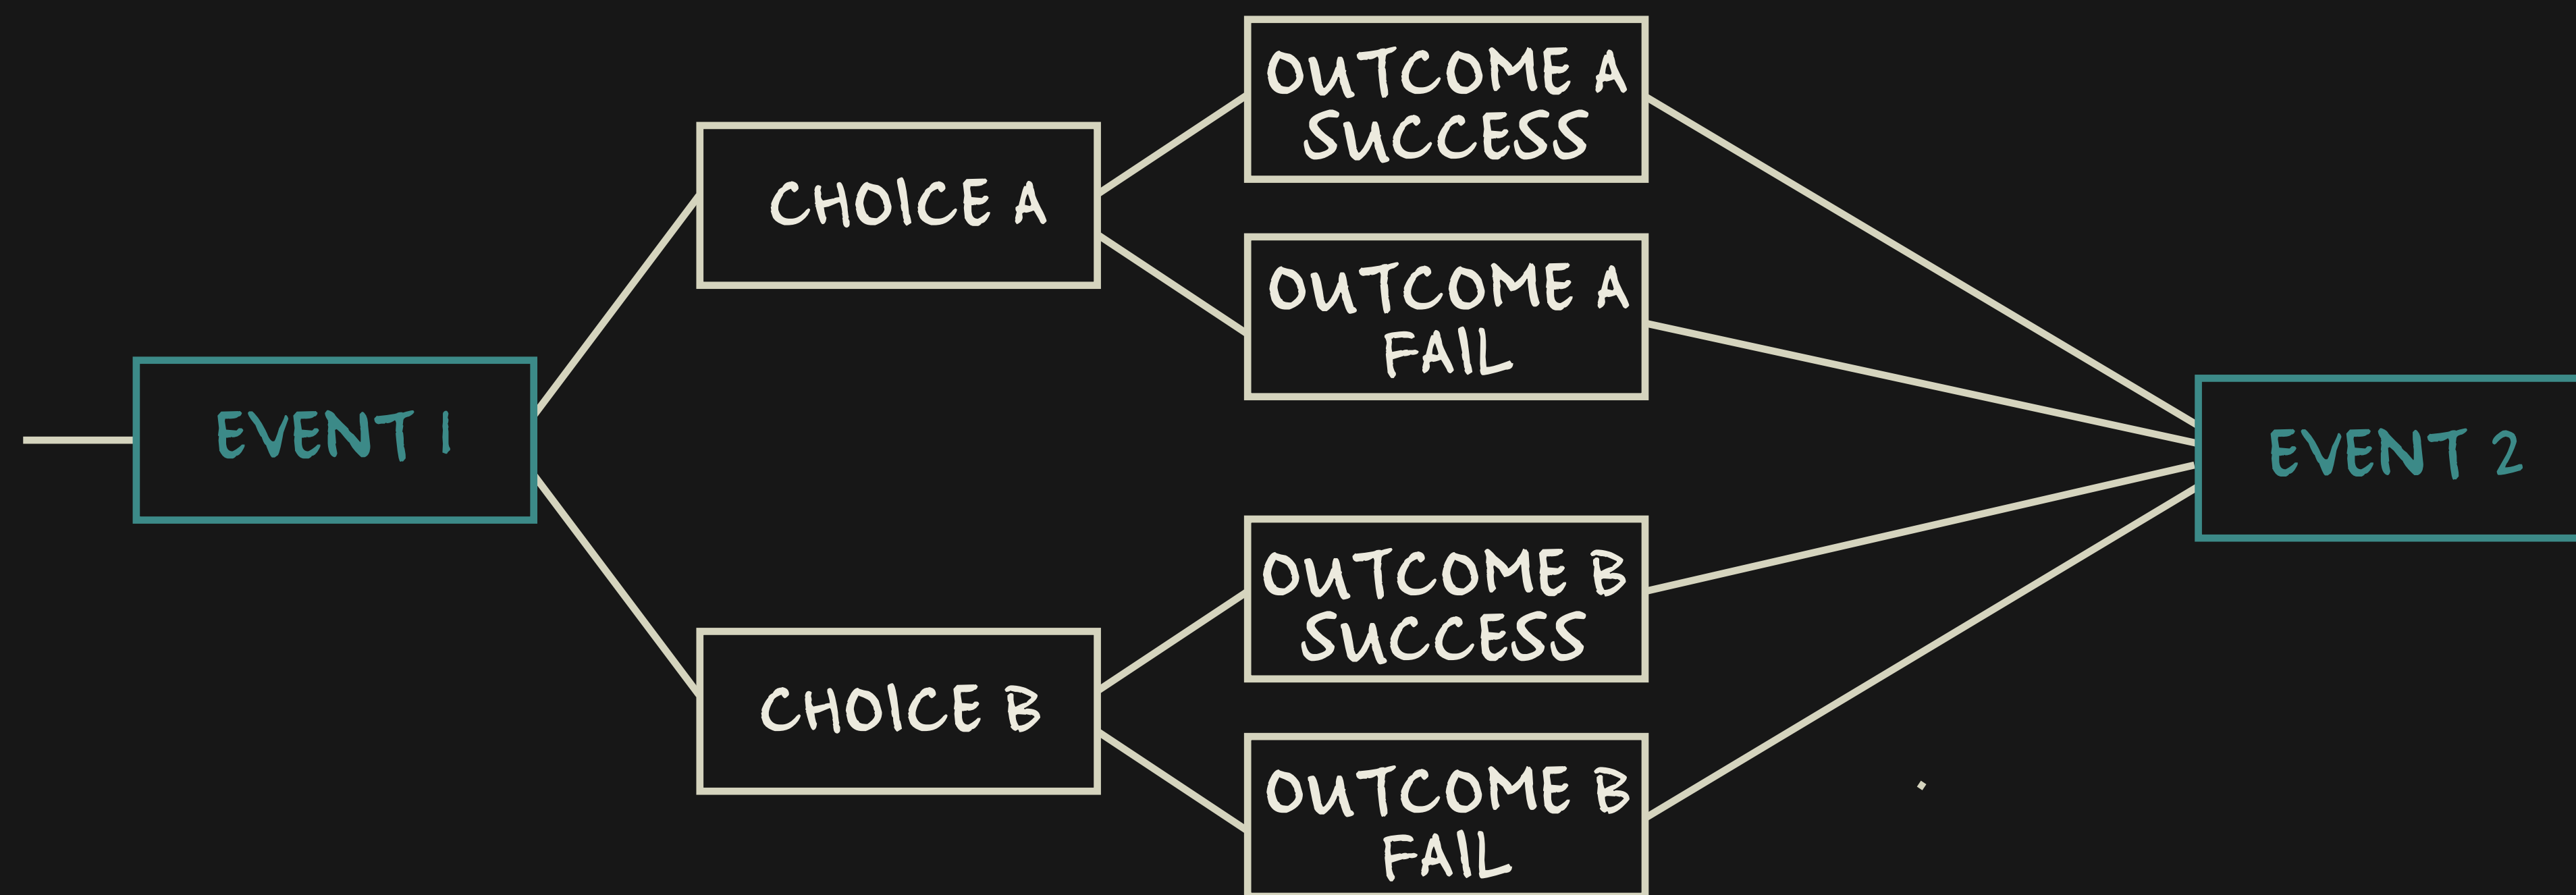 EVENT 1
CHOICE A
OUTCOME A
SUCCESS
OUTCOME A
FAIL
CHOICE B
OUTCOME B
SUCCESS
OUTCOME B
FAIL
EVENT 2